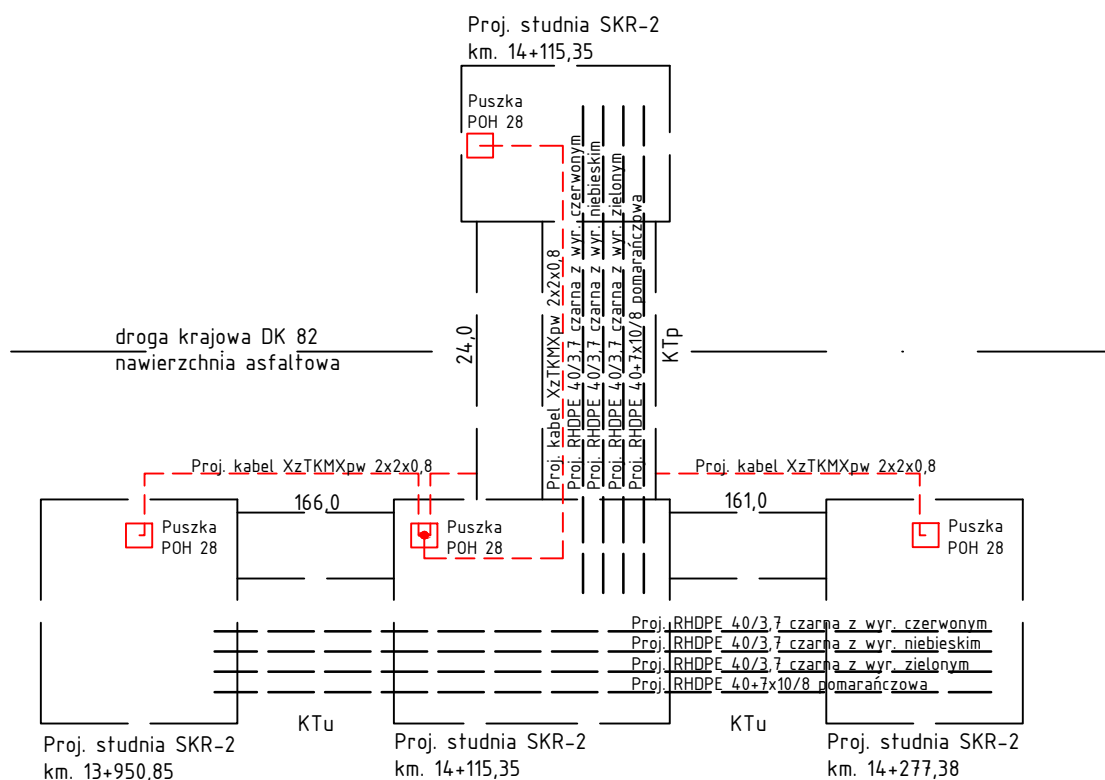 Proj. studnia SKR-2
km. 14+115,35
Puszka
POH 28
Proj. kabel XzTKMXpw 2x2x0,8
Proj. RHDPE 40/3,7 czarna z wyr. czerwonym
Proj. RHDPE 40/3,7 czarna z wyr. niebieskim
Proj. RHDPE 40/3,7 czarna z wyr. zielonym
Proj. RHDPE 40+7x10/8 pomarańczowa
droga krajowa DK 82
nawierzchnia asfaltowa
24,0
KTp
Proj. kabel XzTKMXpw 2x2x0,8
Proj. kabel XzTKMXpw 2x2x0,8
166,0
161,0
Puszka
POH 28
Puszka
POH 28
Puszka
POH 28
Proj. RHDPE 40/3,7 czarna z wyr. czerwonym
Proj. RHDPE 40/3,7 czarna z wyr. niebieskim
Proj. RHDPE 40/3,7 czarna z wyr. zielonym
Proj. RHDPE 40+7x10/8 pomarańczowa
KTu
KTu
Proj. studnia SKR-2
km. 13+950,85
Proj. studnia SKR-2
km. 14+115,35
Proj. studnia SKR-2
km. 14+277,38